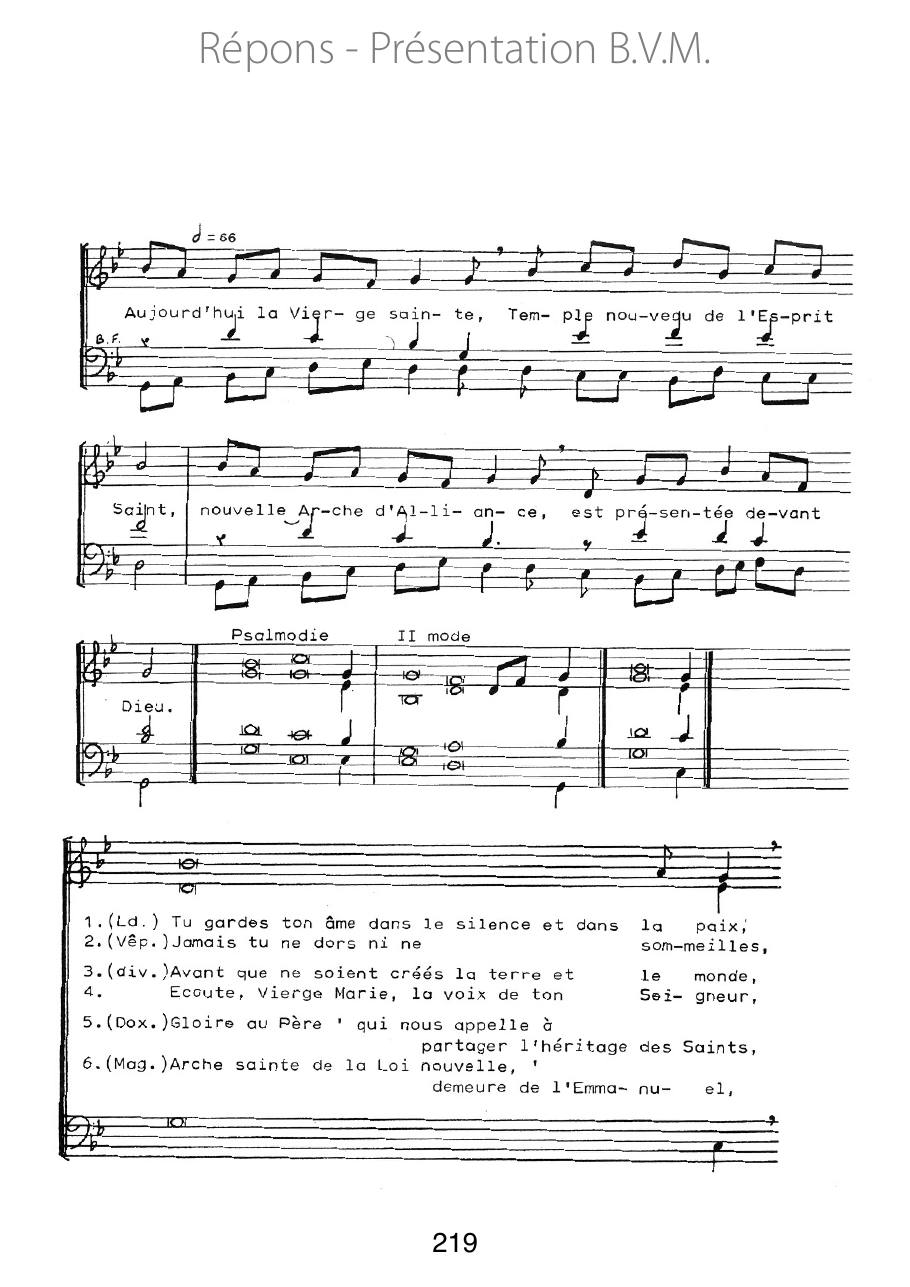 Répons - Présentation B.V.M.
= 66
Aujourd'hui la Vier- ge sain- te, Tem- ple nou-veau de l'Es-prit
B.F.
Saint, nouvelle Ar-che d'Al-li- an- ce, est pré-sen-tée de-vant
Psalmodie II mode
Dieu.
1.(Ld.) Tu gardes ton âme dans le silence et dans la paix,
2.(Vêp.)Jamais tu ne dors ni ne som-meilles,
3.(div.)Avant que ne soient créés la terre et le monde,
4. Ecoute, Vierge Marie, la voix de ton Sei- gneur,
5.(Dox.)Gloire au Père ' qui nous appelle à
partager l'héritage des Saints,
6.(Mag.)Arche sainte de la Loi nouvelle, '
demeure de l'Emma- nu- el,
219